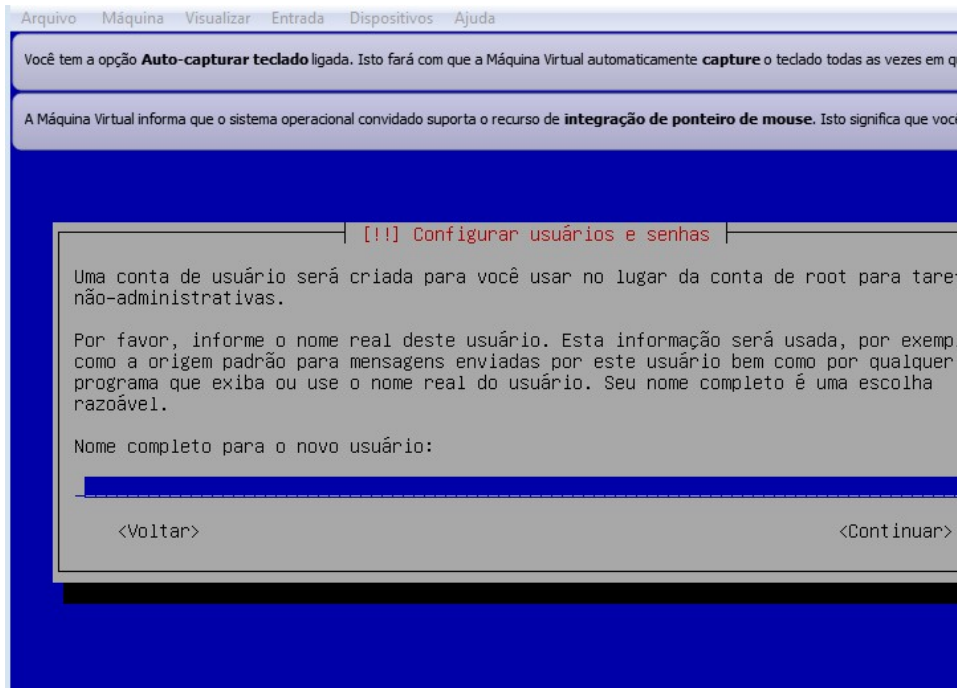 Arquivo Máquina Visualizar Entrada Dispositivos Ajuda
Você tem a opção Auto-capturar teclado ligada. Isto fará com que a Máquina Virtual automaticamente capture o teclado todas as vezes em
A Máquina Virtual informa que o sistema operacional convidado suporta o recurso de integração de ponteiro de mouse. Isto significa que você
[!!] Configurar usuários e senhas
Uma conta de usuário será criada para você usar no lugar da conta de root para tare
não-administrativas.
Por favor, informe o nome real deste usuário. Esta informação será usada, por exemp
como a origem padrão para mensagens enviadas por este usuário bem como por qualquer
programa que exiba ou use o nome real do usuário. Seu nome completo é uma escolha
razoável.
Nome completo para o novo usuário:
<Voltar> <Continuar>